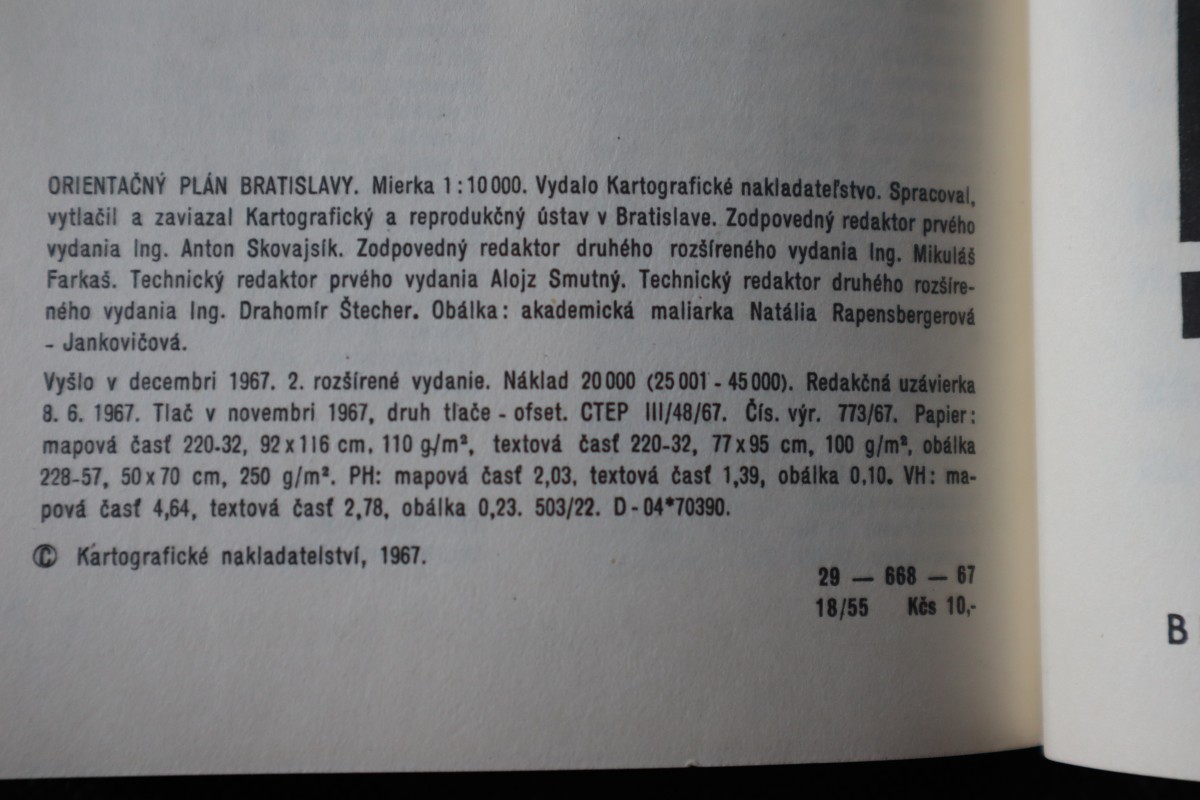 ORIENTAČNÝ PLÁN BRATISLAVY. Mierka 1 : 10 000. Vydalo Kartografické nakladateľstvo. Spracoval,
vytlačil a zaviazal Kartografický a reprodukčný ústav v Bratislave. Zodpovedný redaktor prvého
vydania Ing. Anton Skovajsík. Zodpovedný redaktor druhého rozšíreného vydania Ing. Mikuláš
Farkaš. Technický redaktor prvého vydania Alojz Smutný. Technický redaktor druhého rozšíre-
ného vydania Ing. Drahomír Štecher. Obálka: akademická maliarka Natália Rapensbergerová
- Jankovičová.
Vyšlo v decembri 1967. 2. rozšírené vydanie. Náklad 20 000 (25 001 - 45 000). Redakčná uzávierka
8. 6. 1967. Tlač v novembri 1967, druh tlače - ofset. CTEP III/48/67. Čís. výr. 773/67. Papier:
mapová časť 220-32, 92 x 116 cm, 110 g/m², textová časť 220-32, 77 x 95 cm, 100 g/m², obálka
228-57, 50 x 70 cm, 250 g/m². PH: mapová časť 2,03, textová časť 1,39, obálka 0,10. VH: ma-
pová časť 4,64, textová časť 2,78, obálka 0,23. 503/22. D - 04*70390.
© Kartografické nakladatelství, 1967.
29 — 668 — 67
18/55 Kčs 10,-
B